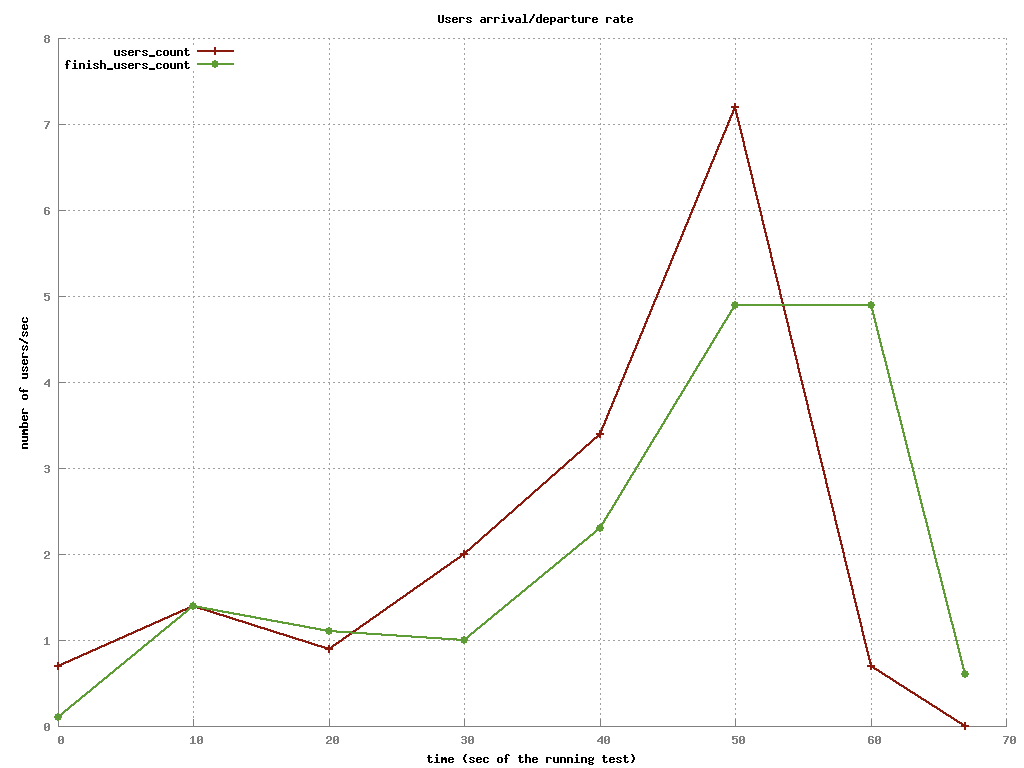 Users arrival/departure rate
users_count
finish_users_count
8
7
6
5
4
3
2
1
0
number of users/sec
0 10 20 30 40 50 60 70
time (sec of the running test)